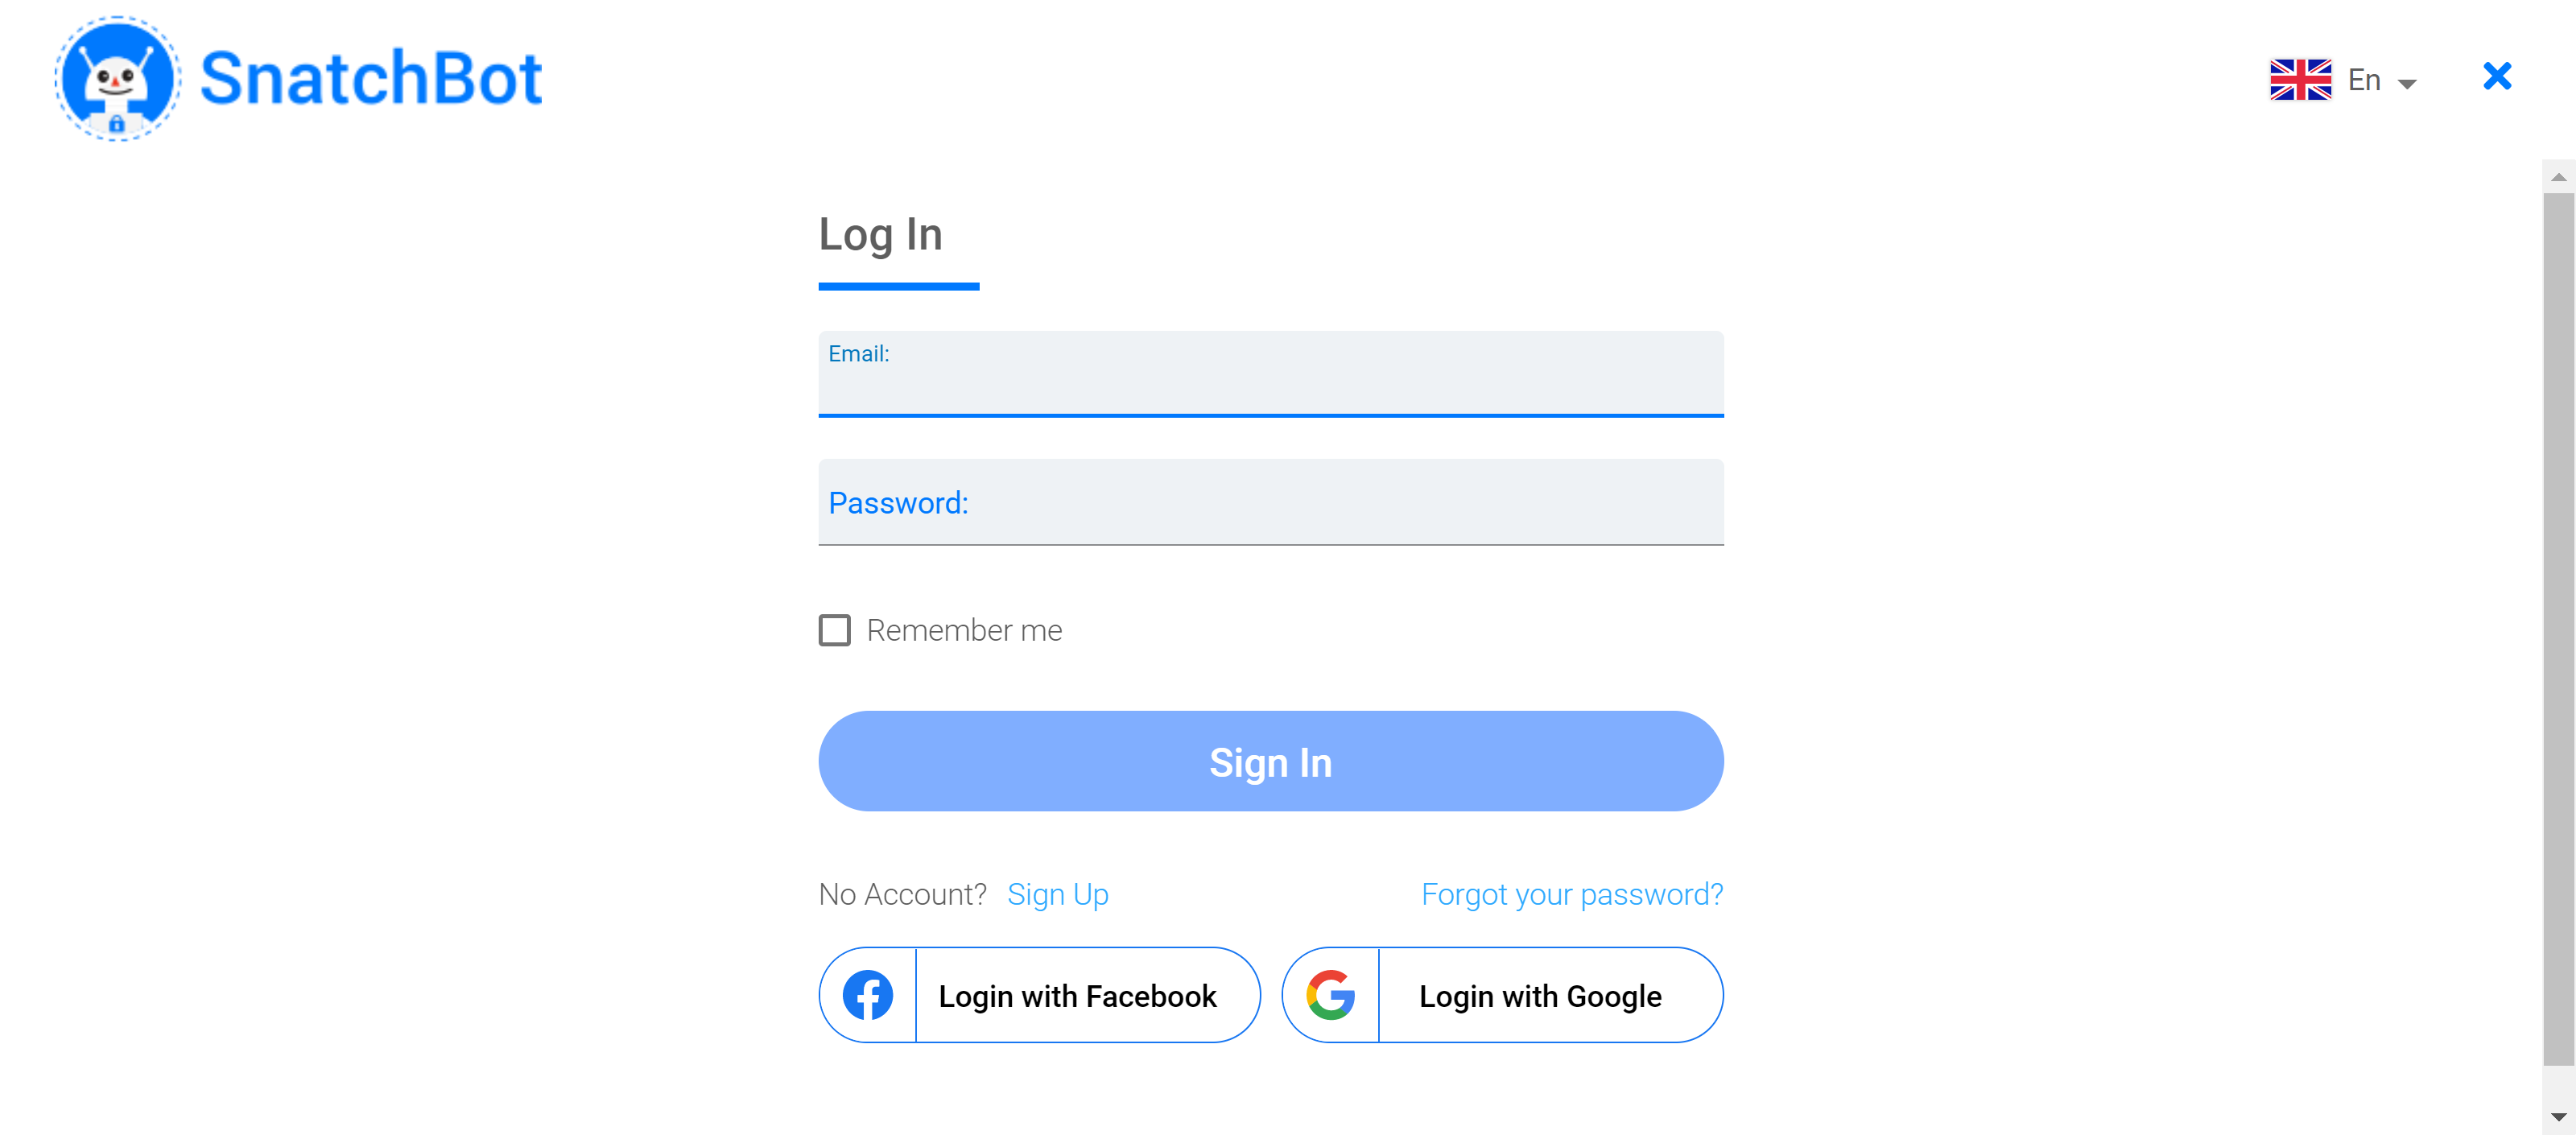 SnatchBot
En
Log In
Email:
Password:
Remember me
Sign In
No Account? Sign Up
Forgot your password?
Login with Facebook
Login with Google